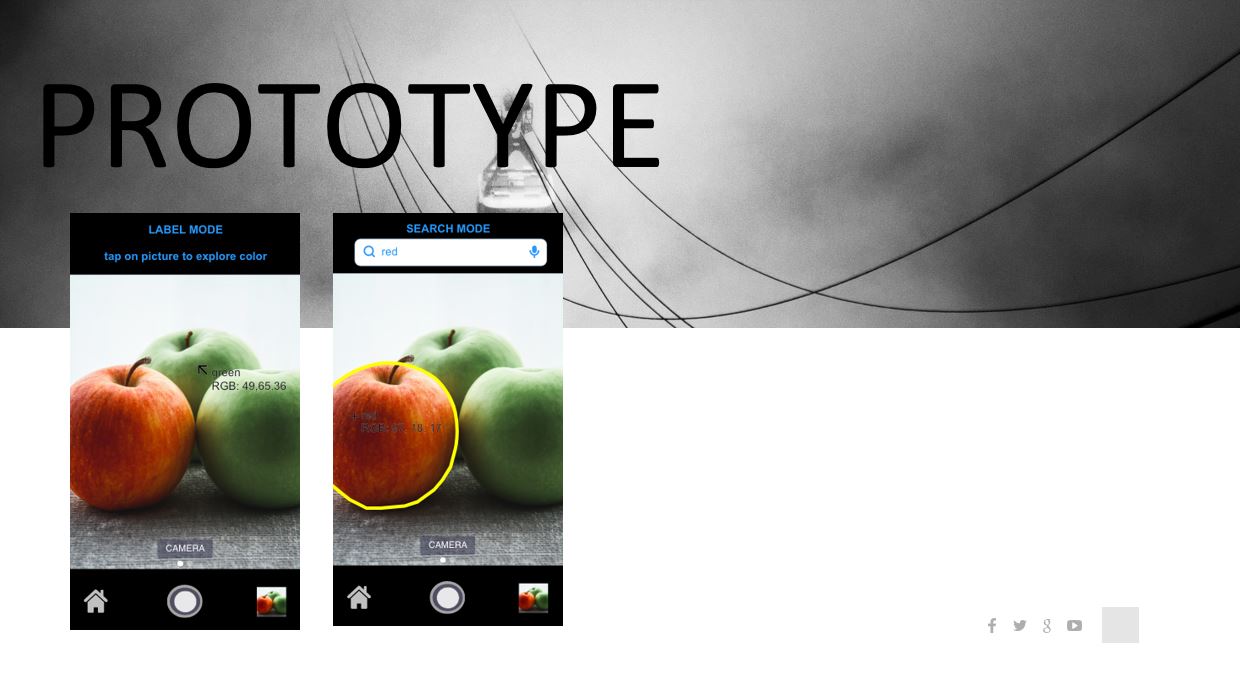 PROTOTYPE
LABEL MODE
tap on picture to explore color
green
RGB: 49,65.36
CAMERA
SEARCH MODE
red
+ red
RGB: 97, 18, 17
CAMERA